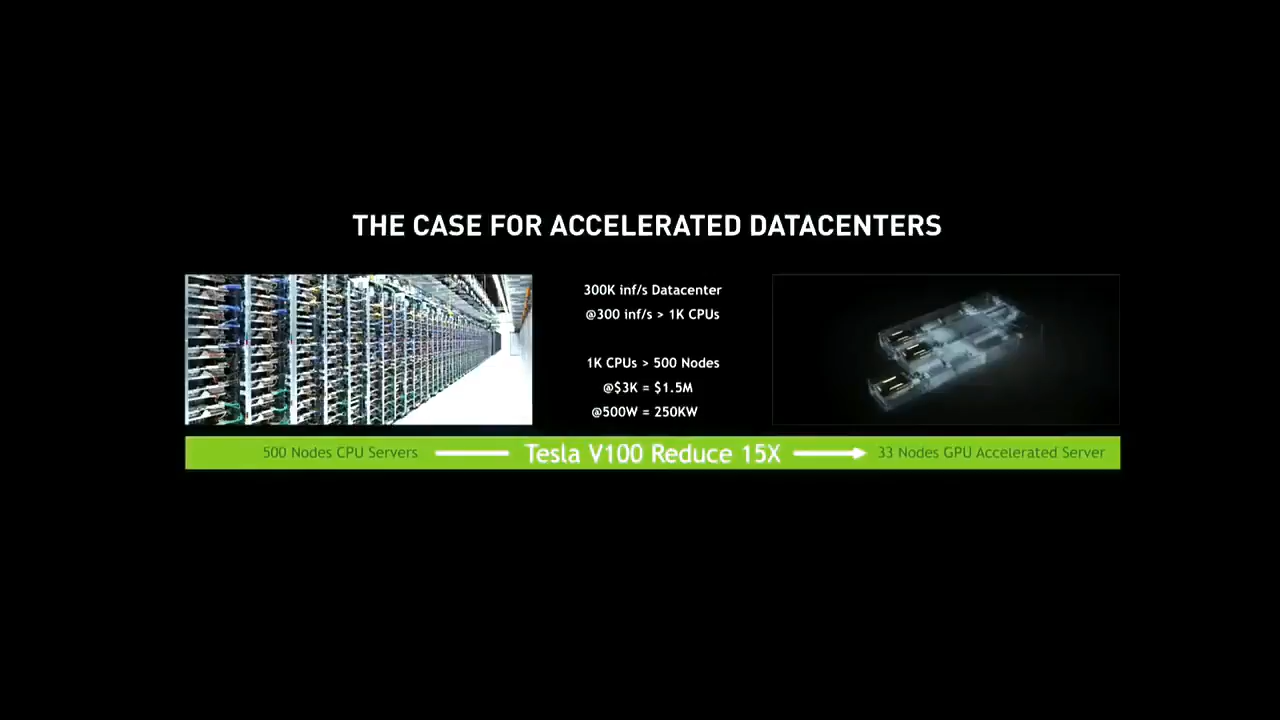 THE CASE FOR ACCELERATED DATACENTERS
300K inf/s Datacenter
@300 inf/s > 1K CPUs
1K CPUs > 500 Nodes
@$3K = $1.5M
@500W = 250KW
500 Nodes CPU Servers
Tesla V100 Reduce 15X
33 Nodes GPU Accelerated Server